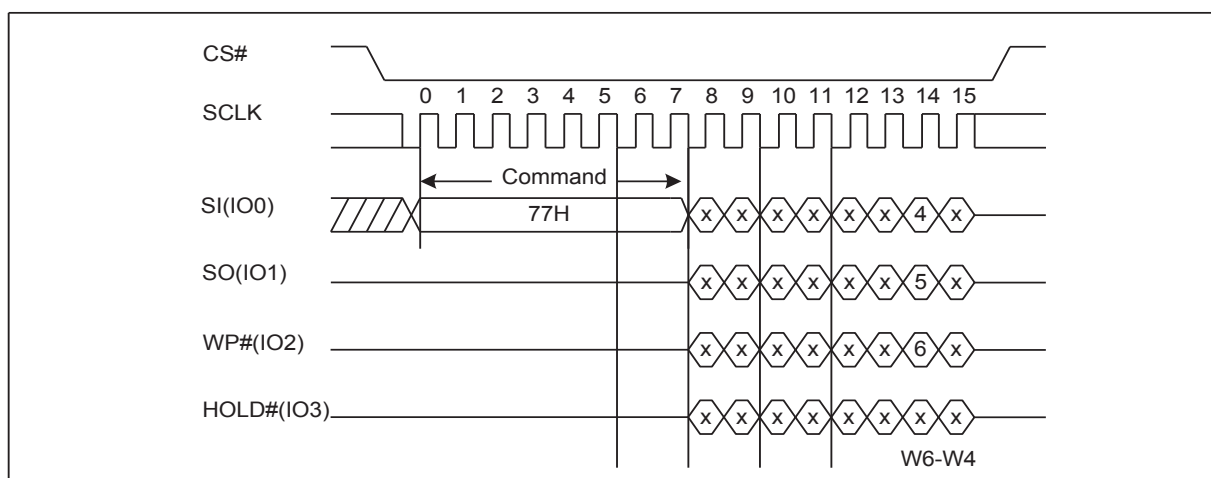 CS#
0 1 2 3 4 5 6 7 8 9 10 11 12 13 14 15
SCLK
Command
SI(IO0) 77H x x x x x x 4 x
SO(IO1) x x x x x x 5 x
WP#(IO2) x x x x x x 6 x
HOLD#(IO3) x x x x x x x x
W6-W4